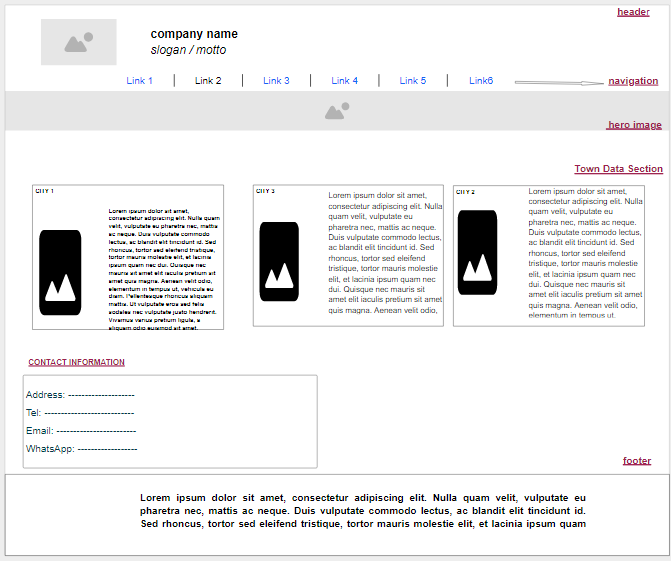 header
company name
slogan / motto
Link 1 | Link 2 | Link 3 | Link 4 | Link 5 | Link6
navigation
hero image
Town Data Section
CITY 1
Lorem ipsum dolor sit amet,
consectetur adipiscing elit. Nulla
quam velit, vulputate eu pharetra
nec, mattis ac neque. Duis
vulputate commodo
lectus, ac blandit elit tincidunt id. Sed
rhoncus, tortor sed eleifend tristique,
tortor mauris molestie elit, et lacinia
ipsum quam nec dui. Quisque nec
mauris sit amet elit iaculis pretium sit
amet quis magna. Aenean velit odio,
elementum in tempus ut, vehicula eu
diam. Pellentesque rhoncus aliquam
mattis. Ut vulputate eros sed felis
sodales nec vulputate justo hendrerit.
Vivamus varius pretium ligula, a
aliquam odio euismod sit amet.
CITY 3
Lorem ipsum dolor sit amet,
consectetur adipiscing elit. Nulla
quam velit, vulputate eu
pharetra nec, mattis ac neque.
Duis vulputate commodo lectus,
ac blandit elit tincidunt id. Sed
rhoncus, tortor sed eleifend
tristique, tortor mauris molestie
elit, et lacinia ipsum quam nec
dui. Quisque nec mauris sit
amet elit iaculis pretium sit amet
quis magna. Aenean velit odio,
CITY 2
Lorem ipsum dolor sit amet,
consectetur adipiscing elit. Nulla
quam velit, vulputate eu
pharetra nec, mattis ac neque.
Duis vulputate commodo lectus,
ac blandit elit tincidunt id. Sed
rhoncus, tortor sed eleifend
tristique, tortor mauris molestie
elit, et lacinia ipsum quam nec
dui. Quisque nec mauris sit
amet elit iaculis pretium sit amet
quis magna. Aenean velit odio,
elementum in tempus ut,
CONTACT INFORMATION
Address: --------------------
Tel: ---------------------------
Email: ------------------------
WhatsApp: ------------------
footer
Lorem ipsum dolor sit amet, consectetur adipiscing elit. Nulla quam velit, vulputate eu
pharetra nec, mattis ac neque. Duis vulputate commodo lectus, ac blandit elit tincidunt id.
Sed rhoncus, tortor sed eleifend tristique, tortor mauris molestie elit, et lacinia ipsum quam